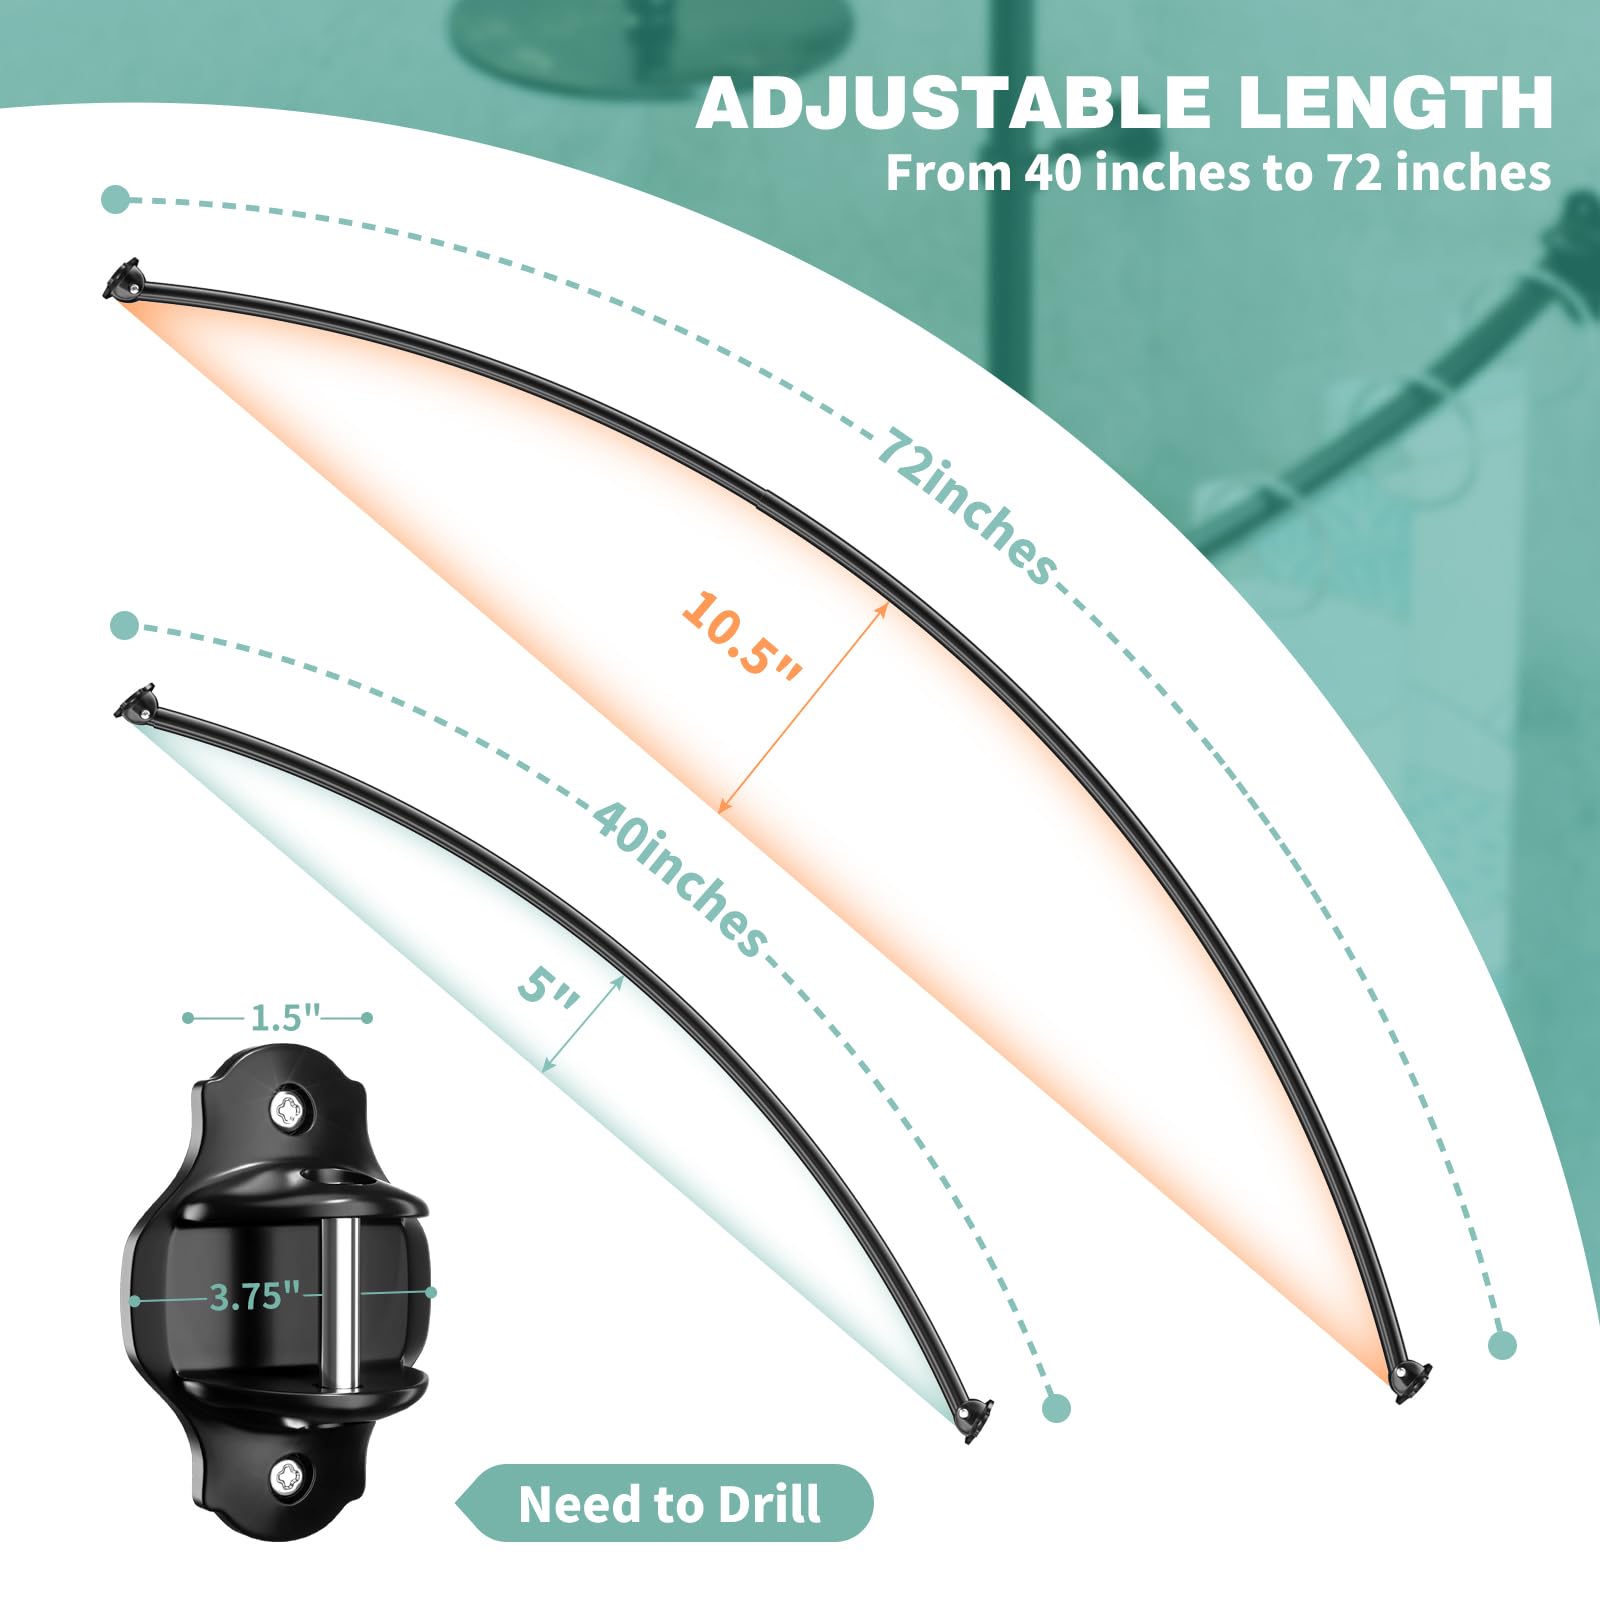 ADJUSTABLE LENGTH
From 40 inches to 72 inches
72inches
10.5"
40inches
5"
1.5"
3.75"
Need to Drill